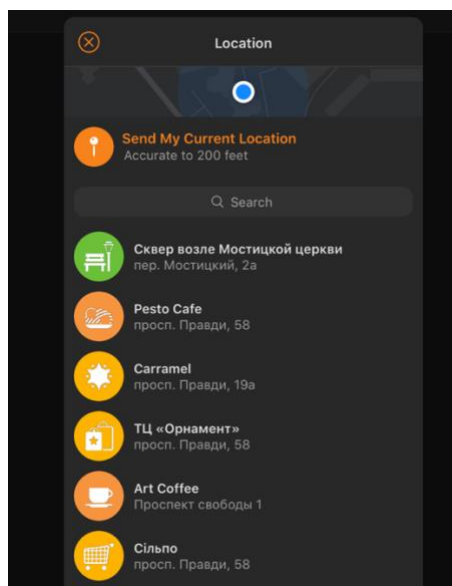 Location
Send My Current Location
Accurate to 200 feet
Search
Сквер возле Мостицкой церкви
пер. Мостицкий, 2а
Pesto Cafe
просп. Правди, 58
Carramel
просп. Правди, 19а
ТЦ «Орнамент»
просп. Правди, 58
Art Coffee
Проспект свободы 1
Сільпо
просп. Правди, 58